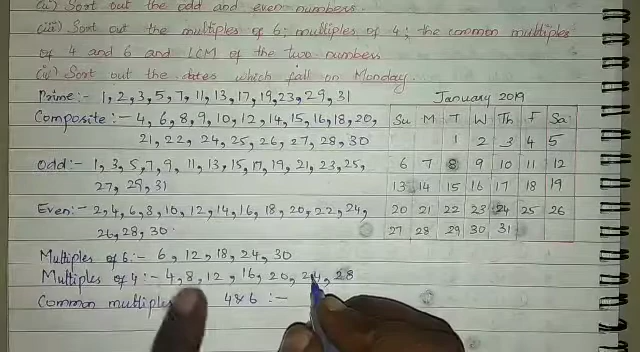 (ii) Sort out the odd and even numbers.
(iii) Sort out the multiples of 6; multiples of 4; the common multiples
of 4 and 6 and LCM of the two numbers
(iv) Sort out the dates which fall on Monday.
Prime:- 1, 2, 3, 5, 7, 11, 13, 17, 19, 23, 29, 31
January 2019
Composite:- 4, 6, 8, 9, 10, 12, 14, 15, 16, 18, 20,
21, 22, 24, 25, 26, 27, 28, 30
Odd:- 1, 3, 5, 7, 9, 11, 13, 15, 17, 19, 21, 23, 25,
27, 29, 31
Even:- 2, 4, 6, 8, 10, 12, 14, 16, 18, 20, 22, 24,
26, 28, 30.
Su M T W Th F Sa
1 2 3 4 5
6 7 8 9 10 11 12
13 14 15 16 17 18 19
20 21 22 23 24 25 26
27 28 29 30 31
Multiples of 6:- 6, 12, 18, 24, 30
Multiples of 4:- 4, 8, 12, 16, 20, 24, 28
Common multiples 4 & 6 :-